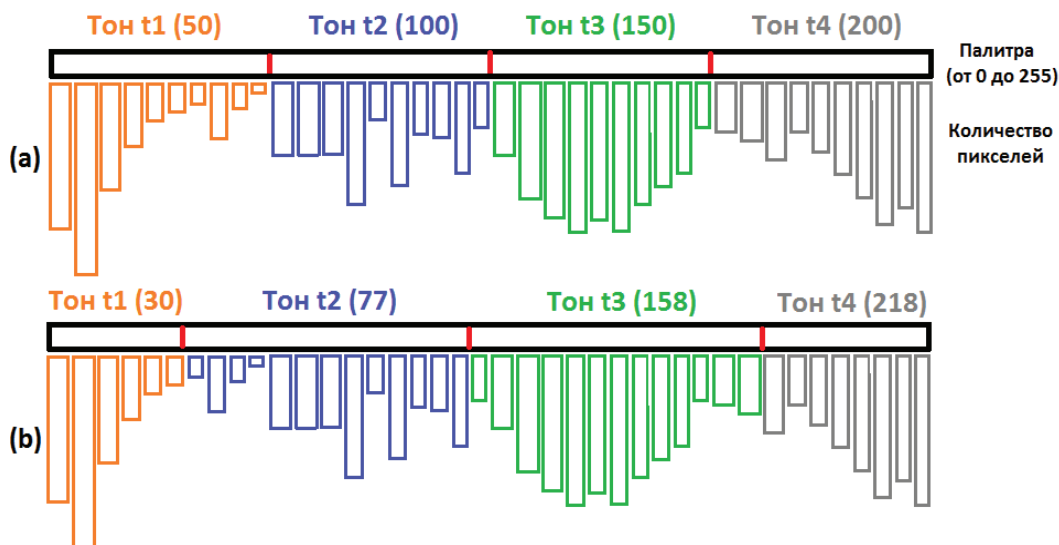 Тон t1 (50) Тон t2 (100) Тон t3 (150) Тон t4 (200)
Палитра
(от 0 до 255)
Количество
пикселей
(a)
Тон t1 (30) Тон t2 (77) Тон t3 (158) Тон t4 (218)
(b)